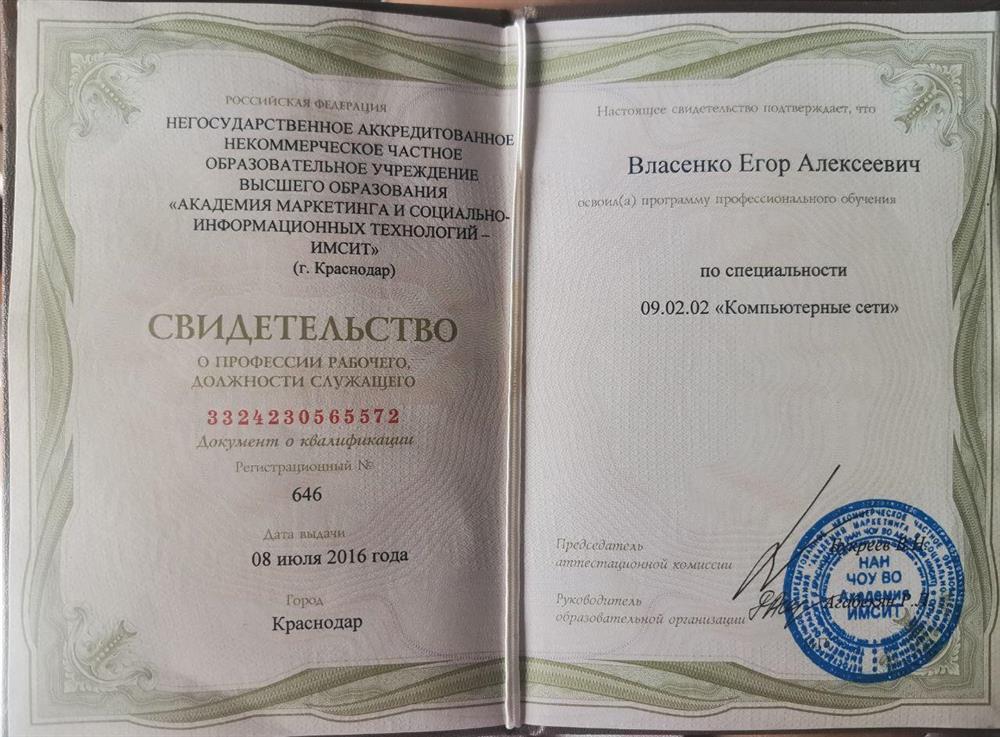 РОССИЙСКАЯ ФЕДЕРАЦИЯ
НЕГОСУДАРСТВЕННОЕ АККРЕДИТОВАННОЕ
НЕКОММЕРЧЕСКОЕ ЧАСТНОЕ
ОБРАЗОВАТЕЛЬНОЕ УЧРЕЖДЕНИЕ
ВЫСШЕГО ОБРАЗОВАНИЯ
«АКАДЕМИЯ МАРКЕТИНГА И СОЦИАЛЬНО-
ИНФОРМАЦИОННЫХ ТЕХНОЛОГИЙ –
ИМСИТ»
(г. Краснодар)
СВИДЕТЕЛЬСТВО
О ПРОФЕССИИ РАБОЧЕГО,
ДОЛЖНОСТИ СЛУЖАЩЕГО
3324230565572
Документ о квалификации
Регистрационный №
646
Дата выдачи
08 июля 2016 года
Город
Краснодар
Настоящее свидетельство подтверждает, что
Власенко Егор Алексеевич
освоил(а) программу профессионального обучения
по специальности
09.02.02 «Компьютерные сети»
Председатель
аттестационной комиссии
Руководитель
образовательной организации
НАН
ЧОУ ВО
Академия
ИМСИТ